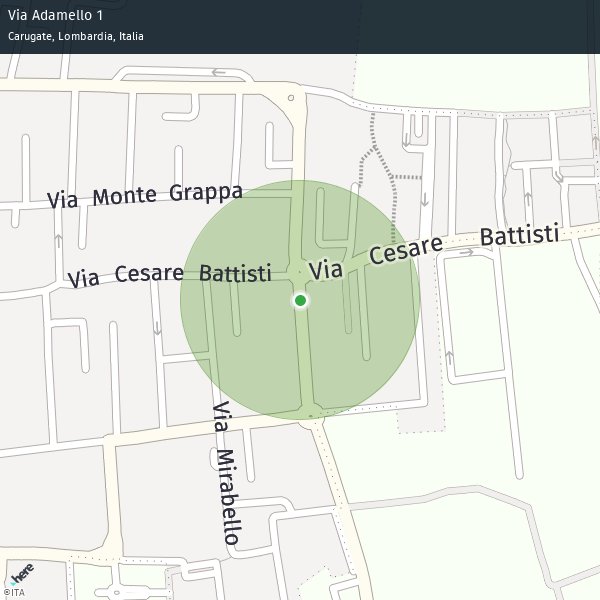 Via Adamello 1
Carugate, Lombardia, Italia
Via Monte Grappa
Via Cesare Battisti
Via Cesare Battisti
Via Mirabello
here
©ITA